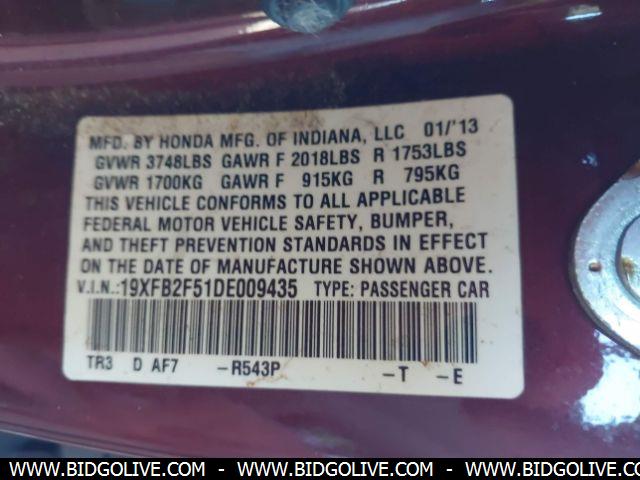 MFD. BY HONDA MFG. OF INDIANA, LLC 01/'13
GVWR 3748LBS GAWR F 2018LBS R 1753LBS
GVWR 1700KG GAWR F 915KG R 795KG
THIS VEHICLE CONFORMS TO ALL APPLICABLE
FEDERAL MOTOR VEHICLE SAFETY, BUMPER,
AND THEFT PREVENTION STANDARDS IN EFFECT
ON THE DATE OF MANUFACTURE SHOWN ABOVE.
V.I.N.:19XFB2F51DE009435 TYPE: PASSENGER CAR
TR3 D AF7 -R543P -T -E
WWW.BIDGOLIVE.COM - WWW.BIDGOLIVE.COM - WWW.BIDGOLIVE.COM